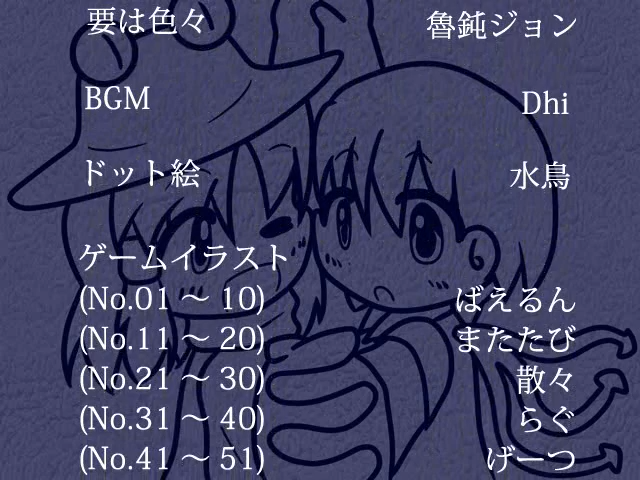 要は色々 魯鈍ジョン
BGM Dhi
ドット絵 水鳥
ゲームイラスト
(No.01 ～ 10) ばえるん
(No.11 ～ 20) またたび
(No.21 ～ 30) 散々
(No.31 ～ 40) らぐ
(No.41 ～ 51) げーつ